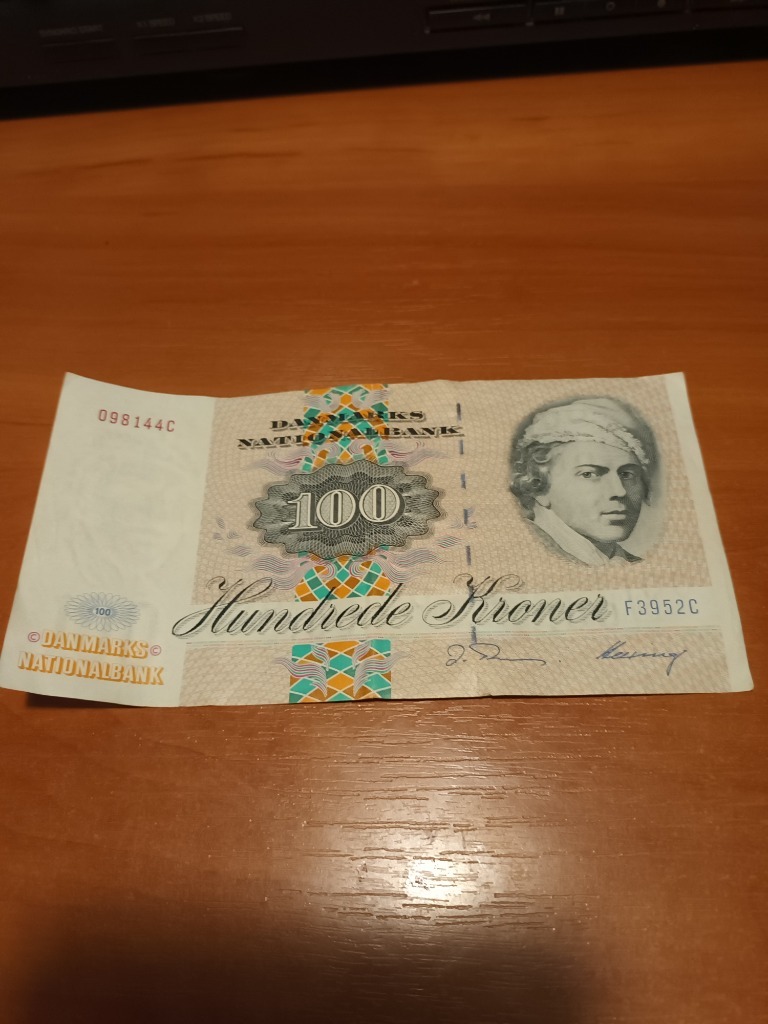 098144C
DANMARKS
NATIONALBANK
100
Hundrede Kroner
F3952C
100
© DANMARKS ©
NATIONALBANK